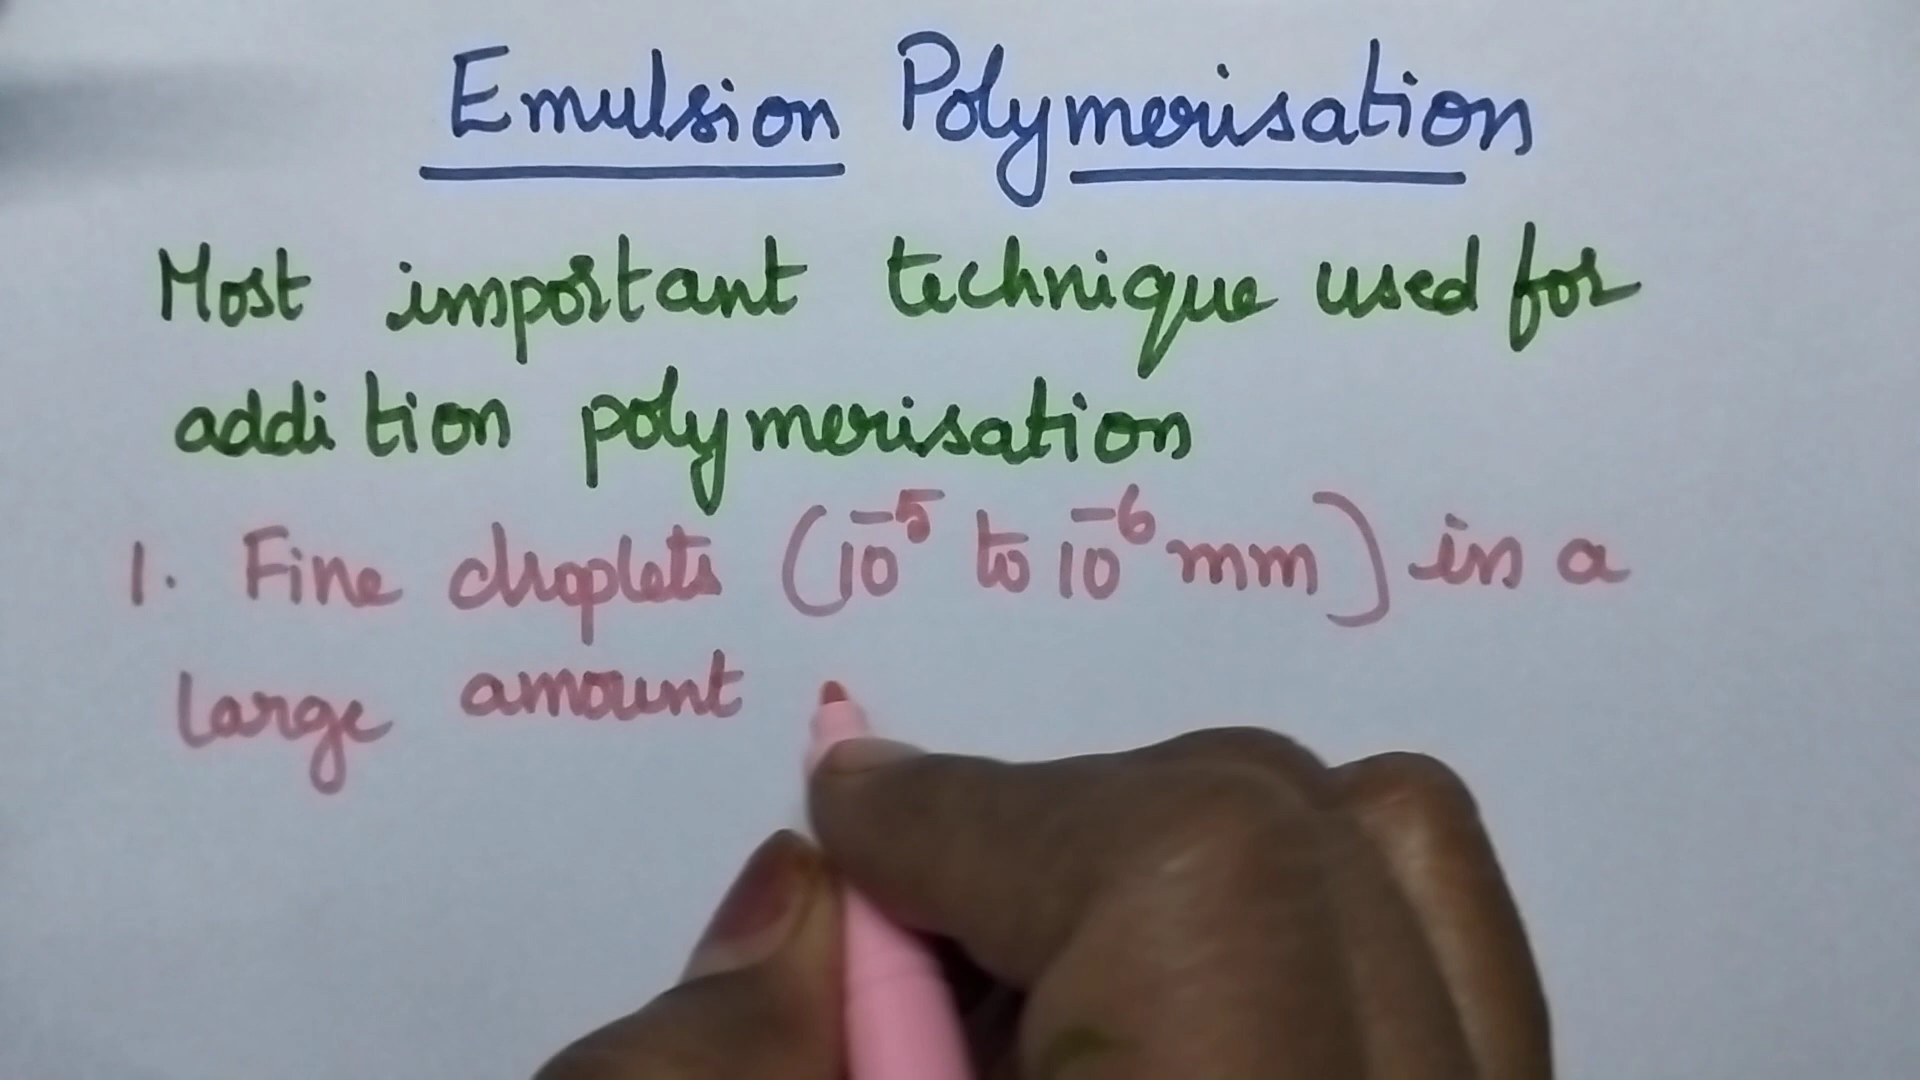 Emulsion Polymerisation
Most important technique used for
addition polymerisation
1. Fine droplets (10⁻⁵ to 10⁻⁶ mm) in a
large amount